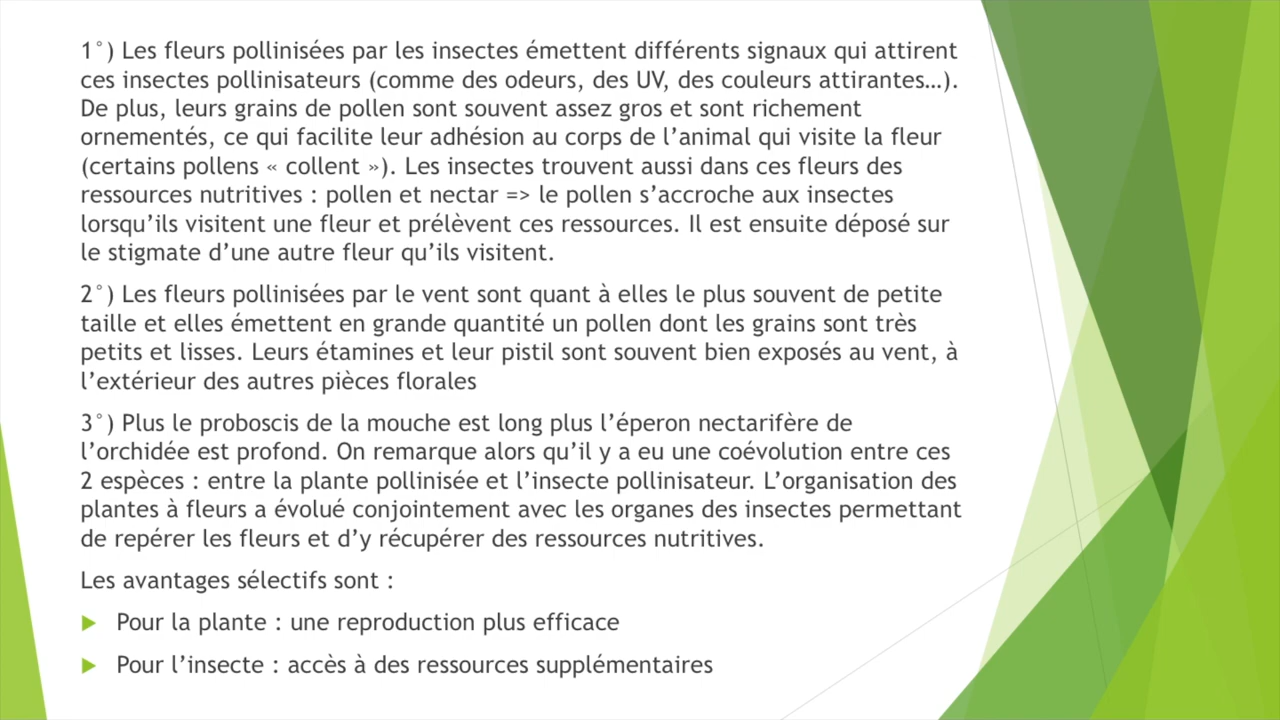 1°) Les fleurs pollinisées par les insectes émettent différents signaux qui attirent
ces insectes pollinisateurs (comme des odeurs, des UV, des couleurs attirantes…).
De plus, leurs grains de pollen sont souvent assez gros et sont richement
ornementés, ce qui facilite leur adhésion au corps de l’animal qui visite la fleur
(certains pollens « collent »). Les insectes trouvent aussi dans ces fleurs des
ressources nutritives : pollen et nectar => le pollen s’accroche aux insectes
lorsqu’ils visitent une fleur et prélèvent ces ressources. Il est ensuite déposé sur
le stigmate d’une autre fleur qu’ils visitent.
2°) Les fleurs pollinisées par le vent sont quant à elles le plus souvent de petite
taille et elles émettent en grande quantité un pollen dont les grains sont très
petits et lisses. Leurs étamines et leur pistil sont souvent bien exposés au vent, à
l’extérieur des autres pièces florales
3°) Plus le proboscis de la mouche est long plus l’éperon nectarifère de
l’orchidée est profond. On remarque alors qu’il y a eu une coévolution entre ces
2 espèces : entre la plante pollinisée et l’insecte pollinisateur. L’organisation des
plantes à fleurs a évolué conjointement avec les organes des insectes permettant
de repérer les fleurs et d’y récupérer des ressources nutritives.
Les avantages sélectifs sont :
Pour la plante : une reproduction plus efficace
Pour l’insecte : accès à des ressources supplémentaires